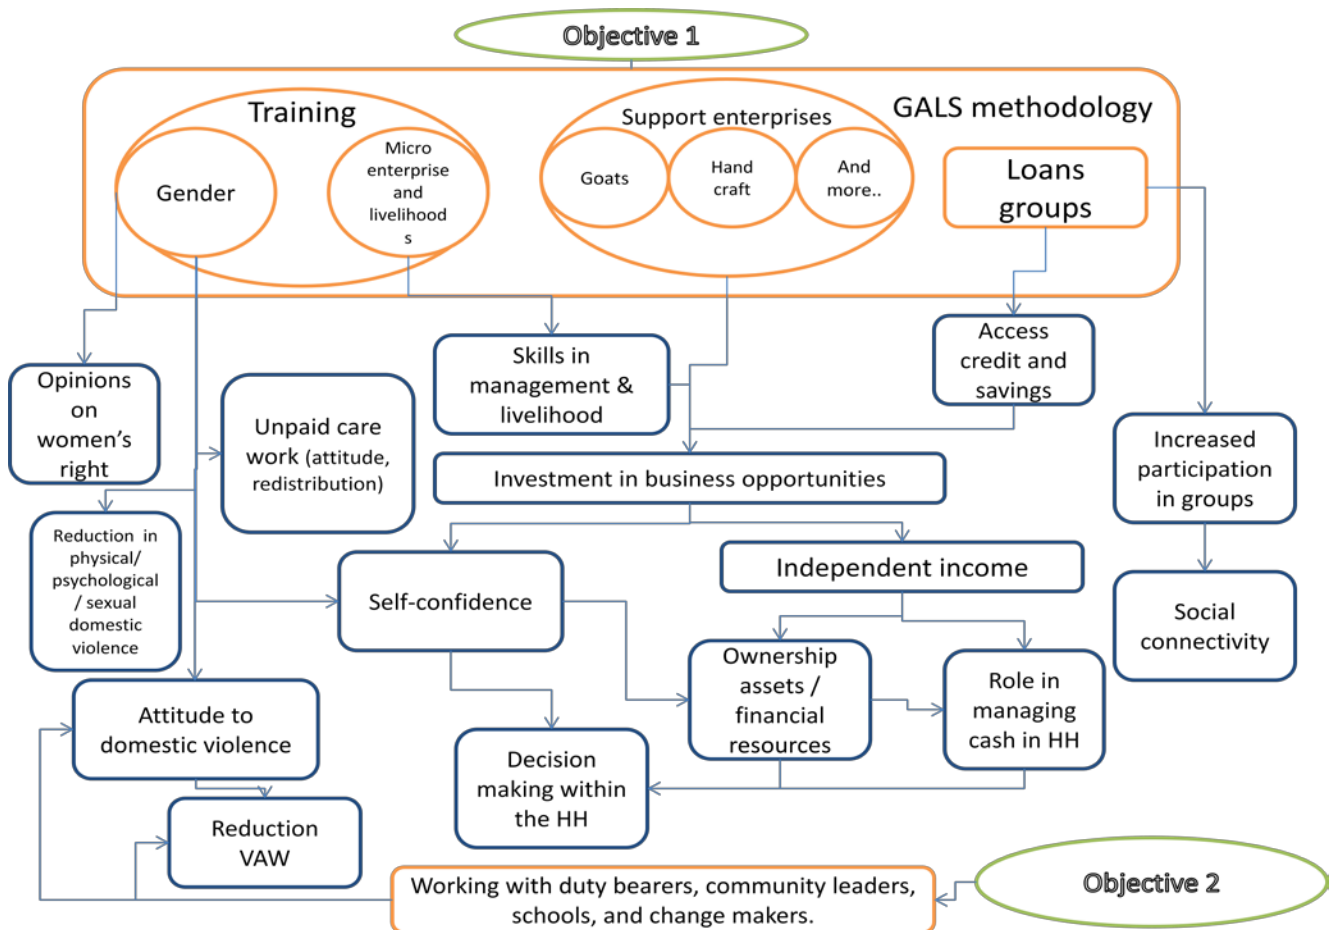 Objective 1
Training
Support enterprises
GALS methodology
Gender
Micro
enterprise
and
livelihood
s
Goats
Hand
craft
And
more..
Loans
groups
Opinions
on
women's
right
Skills in
management &
livelihood
Access
credit and
savings
Unpaid care
work (attitude,
redistribution)
Increased
participation
in groups
Investment in business opportunities
Reduction in
physical/
psychological
/ sexual
domestic
violence
Self-confidence
Independent income
Social
connectivity
Ownership
assets /
financial
resources
Role in
managing
cash in HH
Attitude to
domestic violence
Decision
making within
the HH
Reduction
VAW
Working with duty bearers, community leaders,
schools, and change makers.
Objective 2